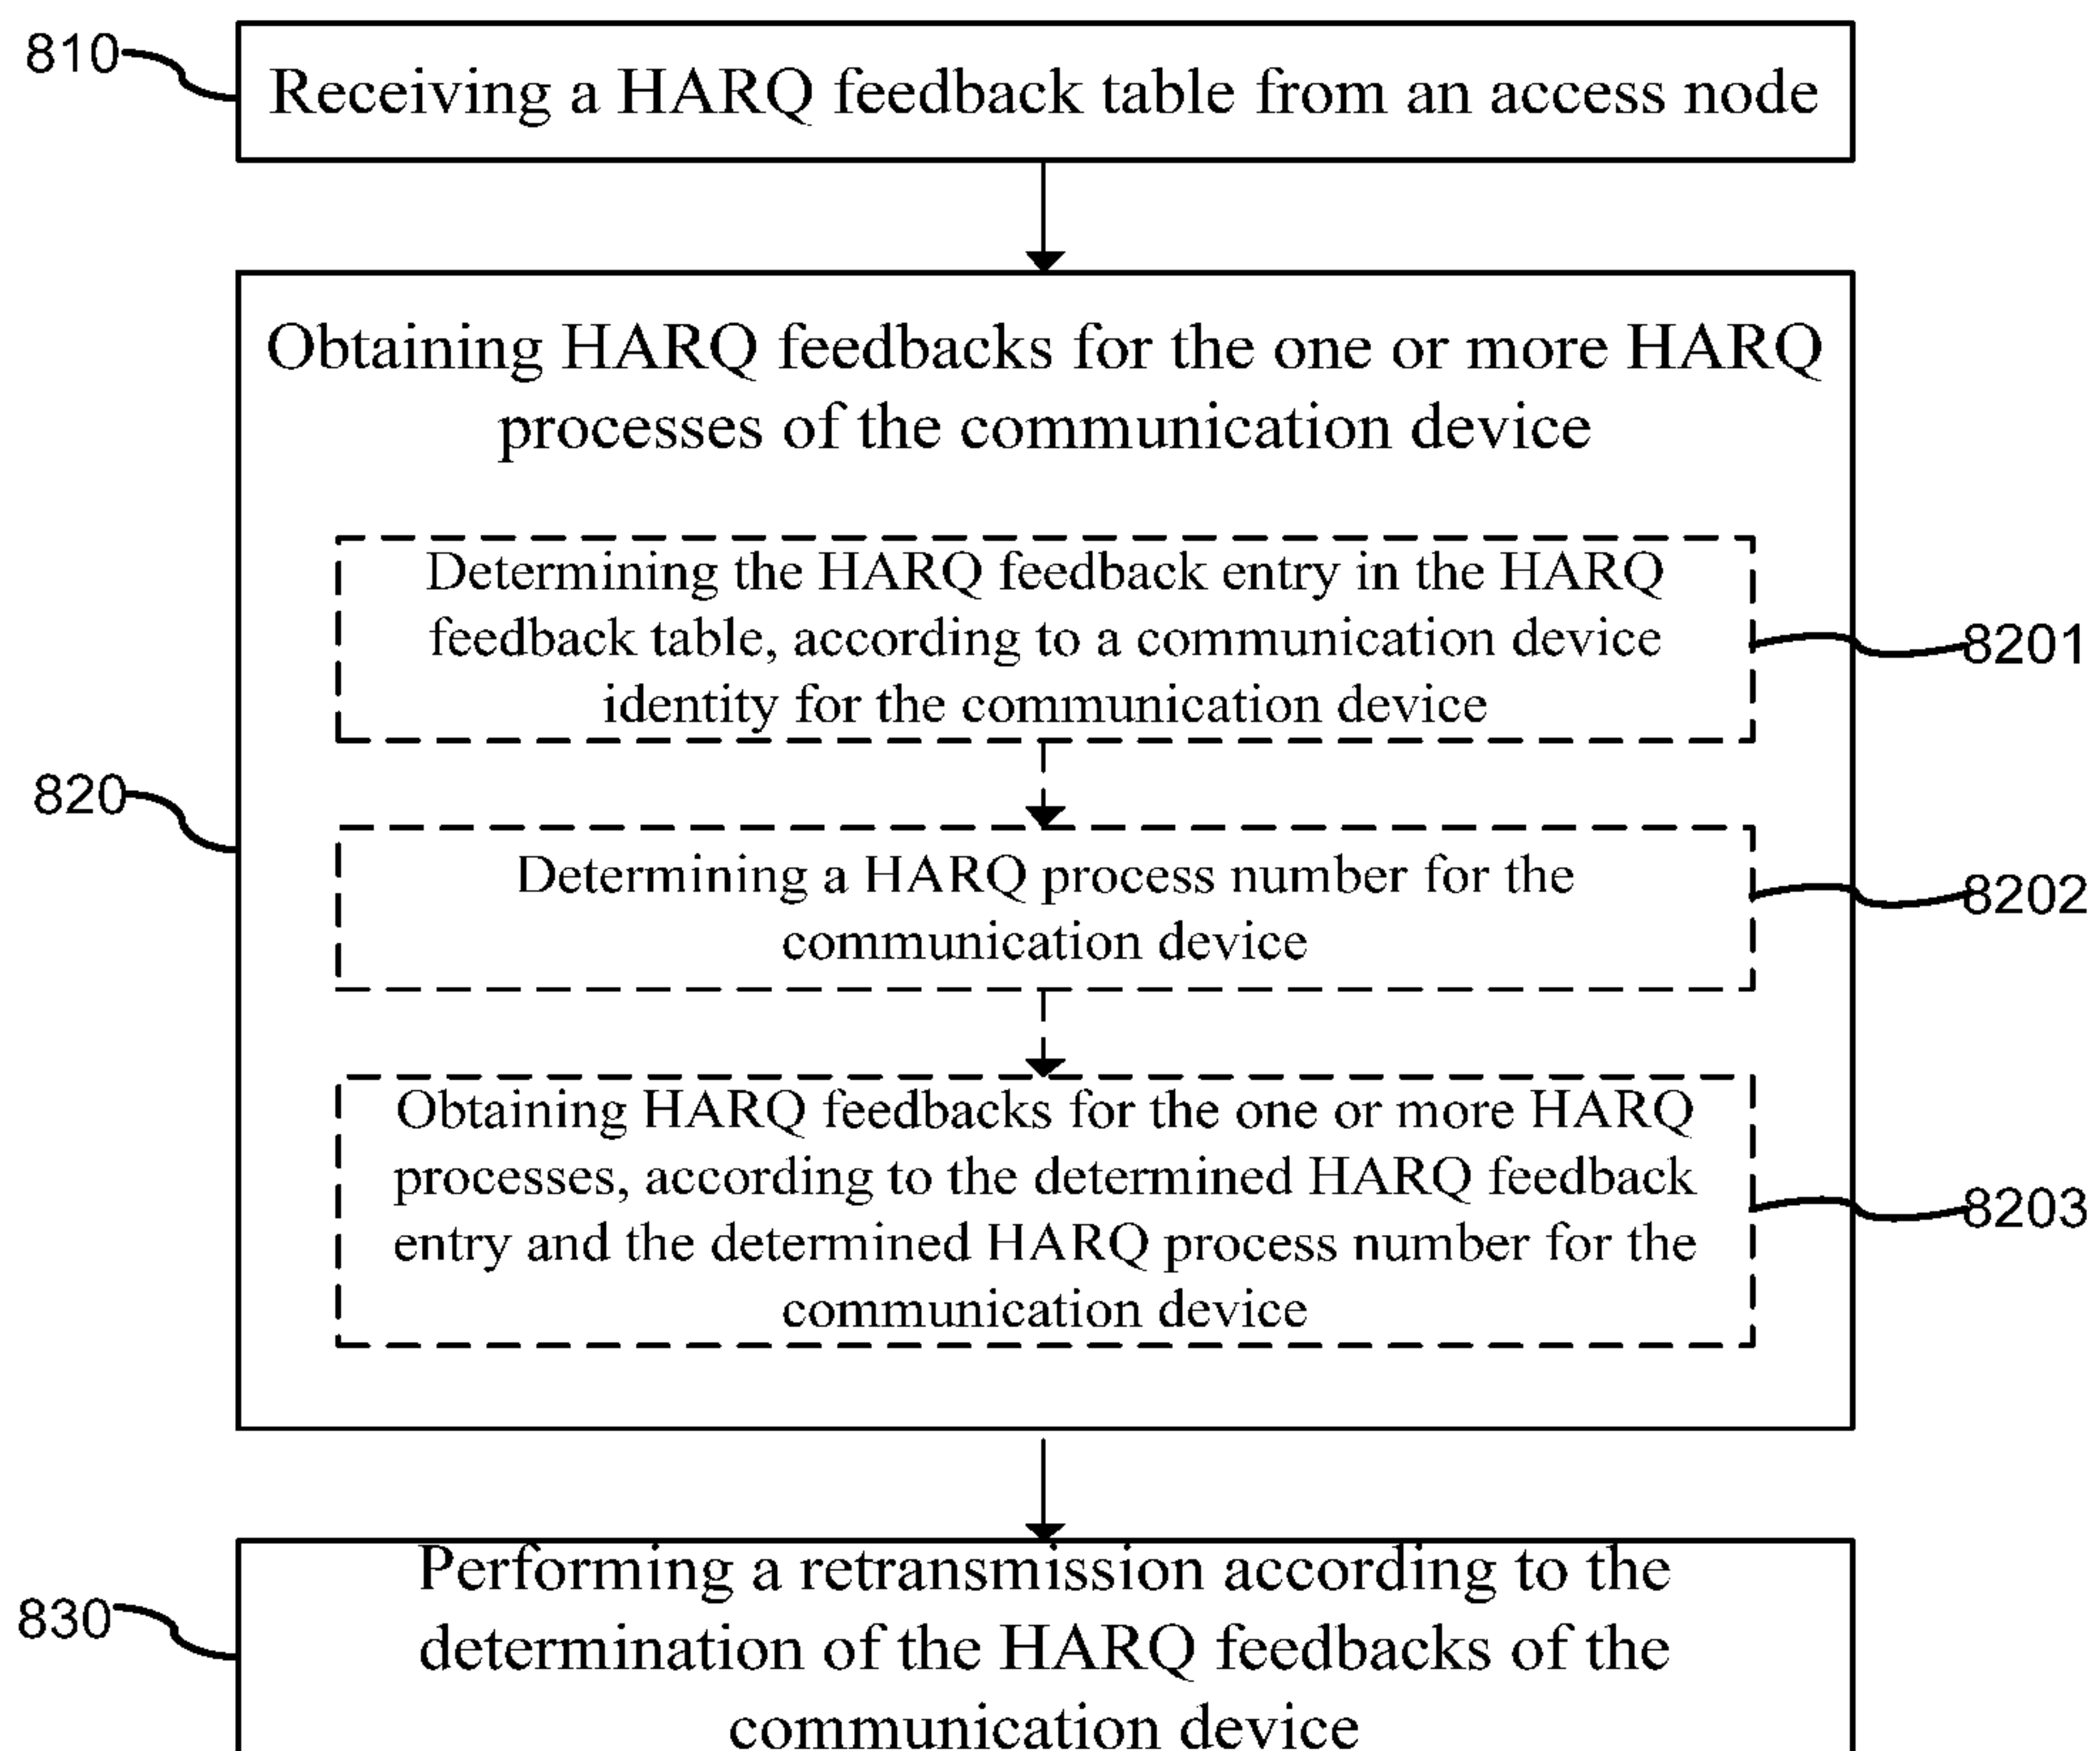 810
Receiving a HARQ feedback table from an access node
Obtaining HARQ feedbacks for the one or more HARQ
processes of the communication device
Determining the HARQ feedback entry in the HARQ
feedback table, according to a communication device
identity for the communication device
8201
820
Determining a HARQ process number for the
communication device
8202
Obtaining HARQ feedbacks for the one or more HARQ
processes, according to the determined HARQ feedback
entry and the determined HARQ process number for the
communication device
8203
830
Performing a retransmission according to the
determination of the HARQ feedbacks of the
communication device